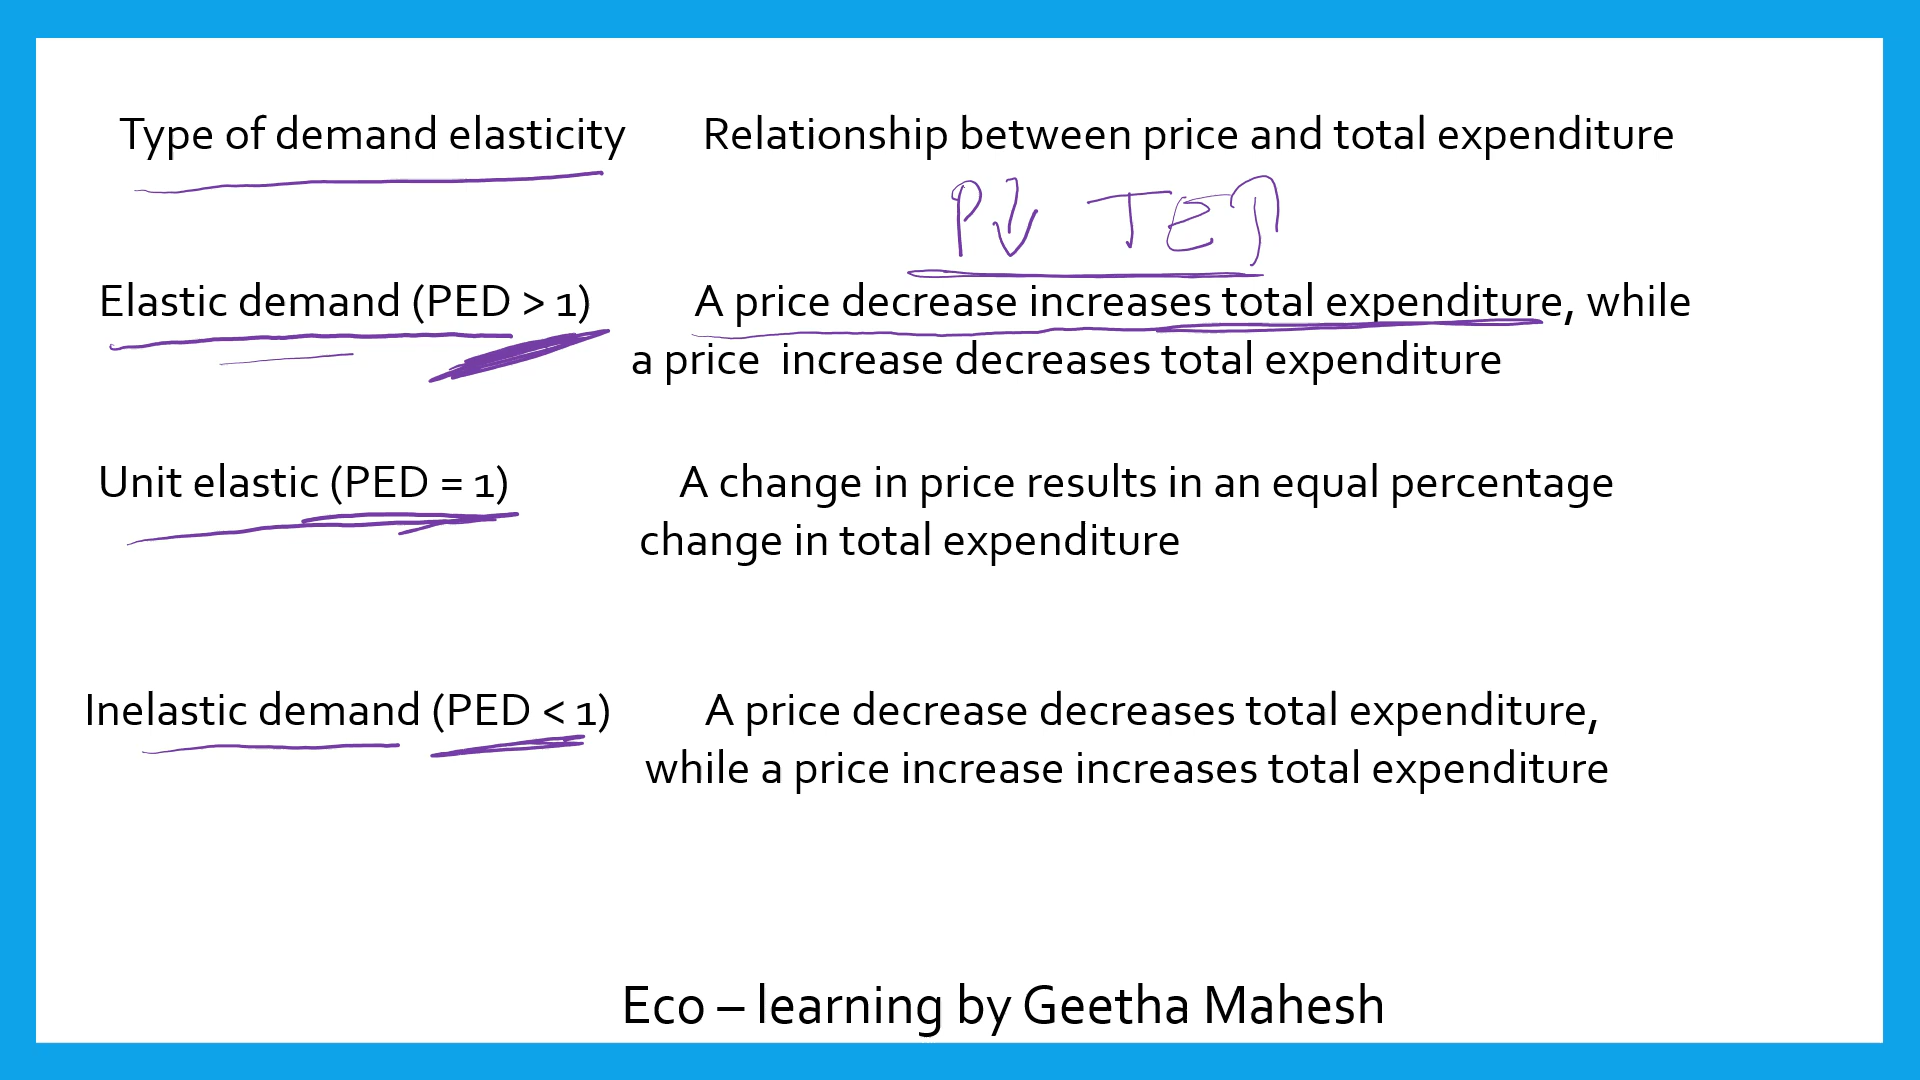 Type of demand elasticity Relationship between price and total expenditure
P↓ TE↑
Elastic demand (PED > 1) A price decrease increases total expenditure, while
a price increase decreases total expenditure
Unit elastic (PED = 1) A change in price results in an equal percentage
change in total expenditure
Inelastic demand (PED < 1) A price decrease decreases total expenditure,
while a price increase increases total expenditure
Eco – learning by Geetha Mahesh